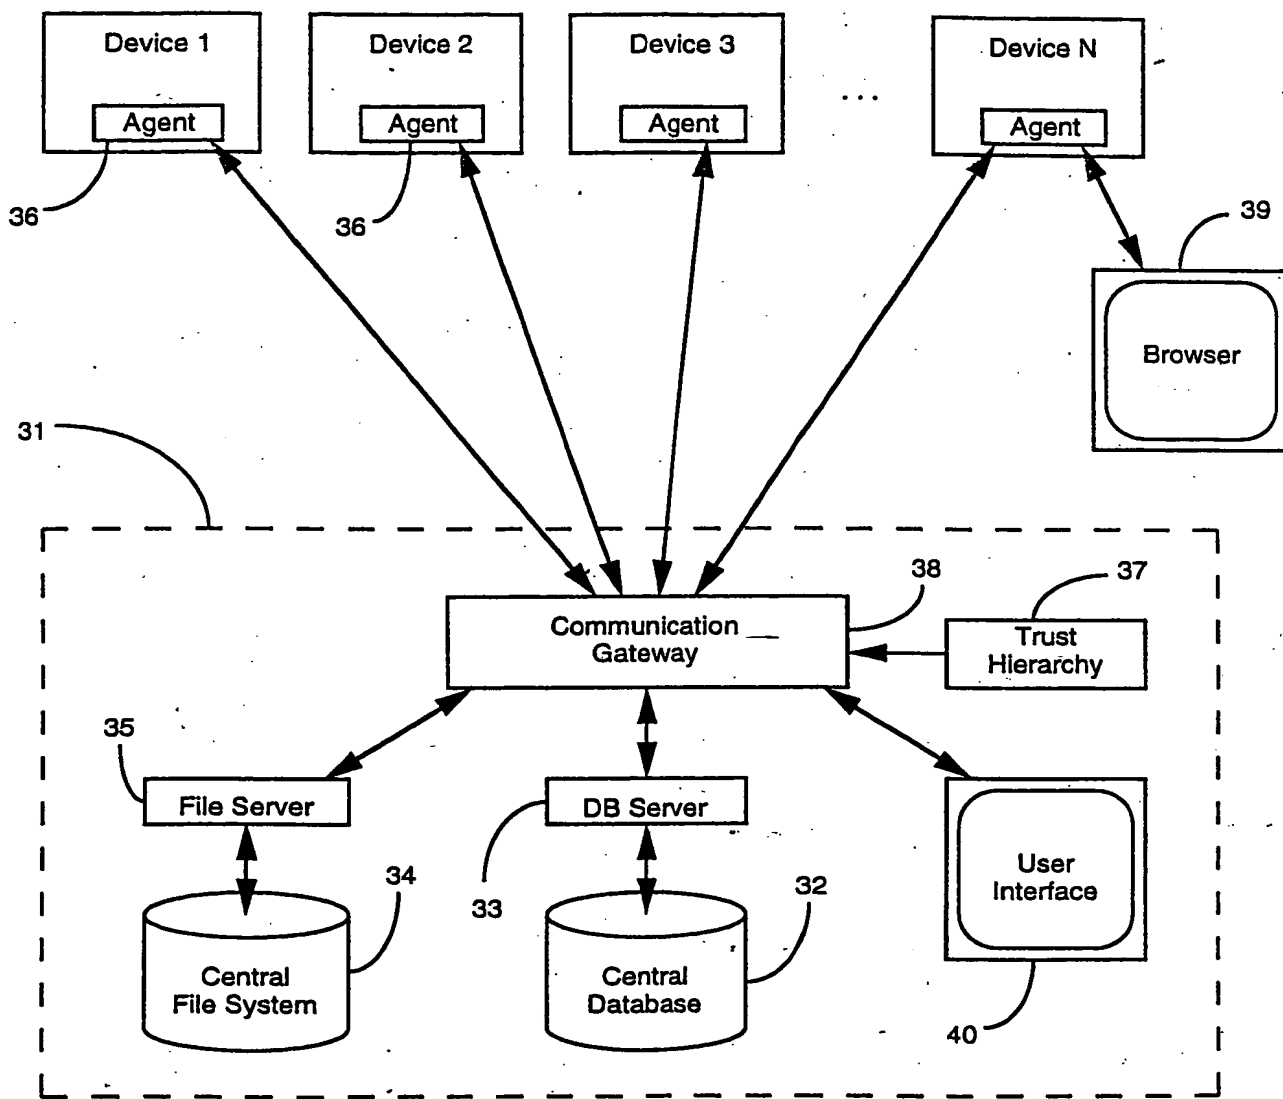 Device 1
Device 2
Device 3
...
Device N
Agent
Agent
Agent
Agent
36
36
39
Browser
31
38
37
Communication
Gateway
Trust
Hierarchy
35
File Server
DB Server
33
34
32
User
Interface
Central
File System
Central
Database
40